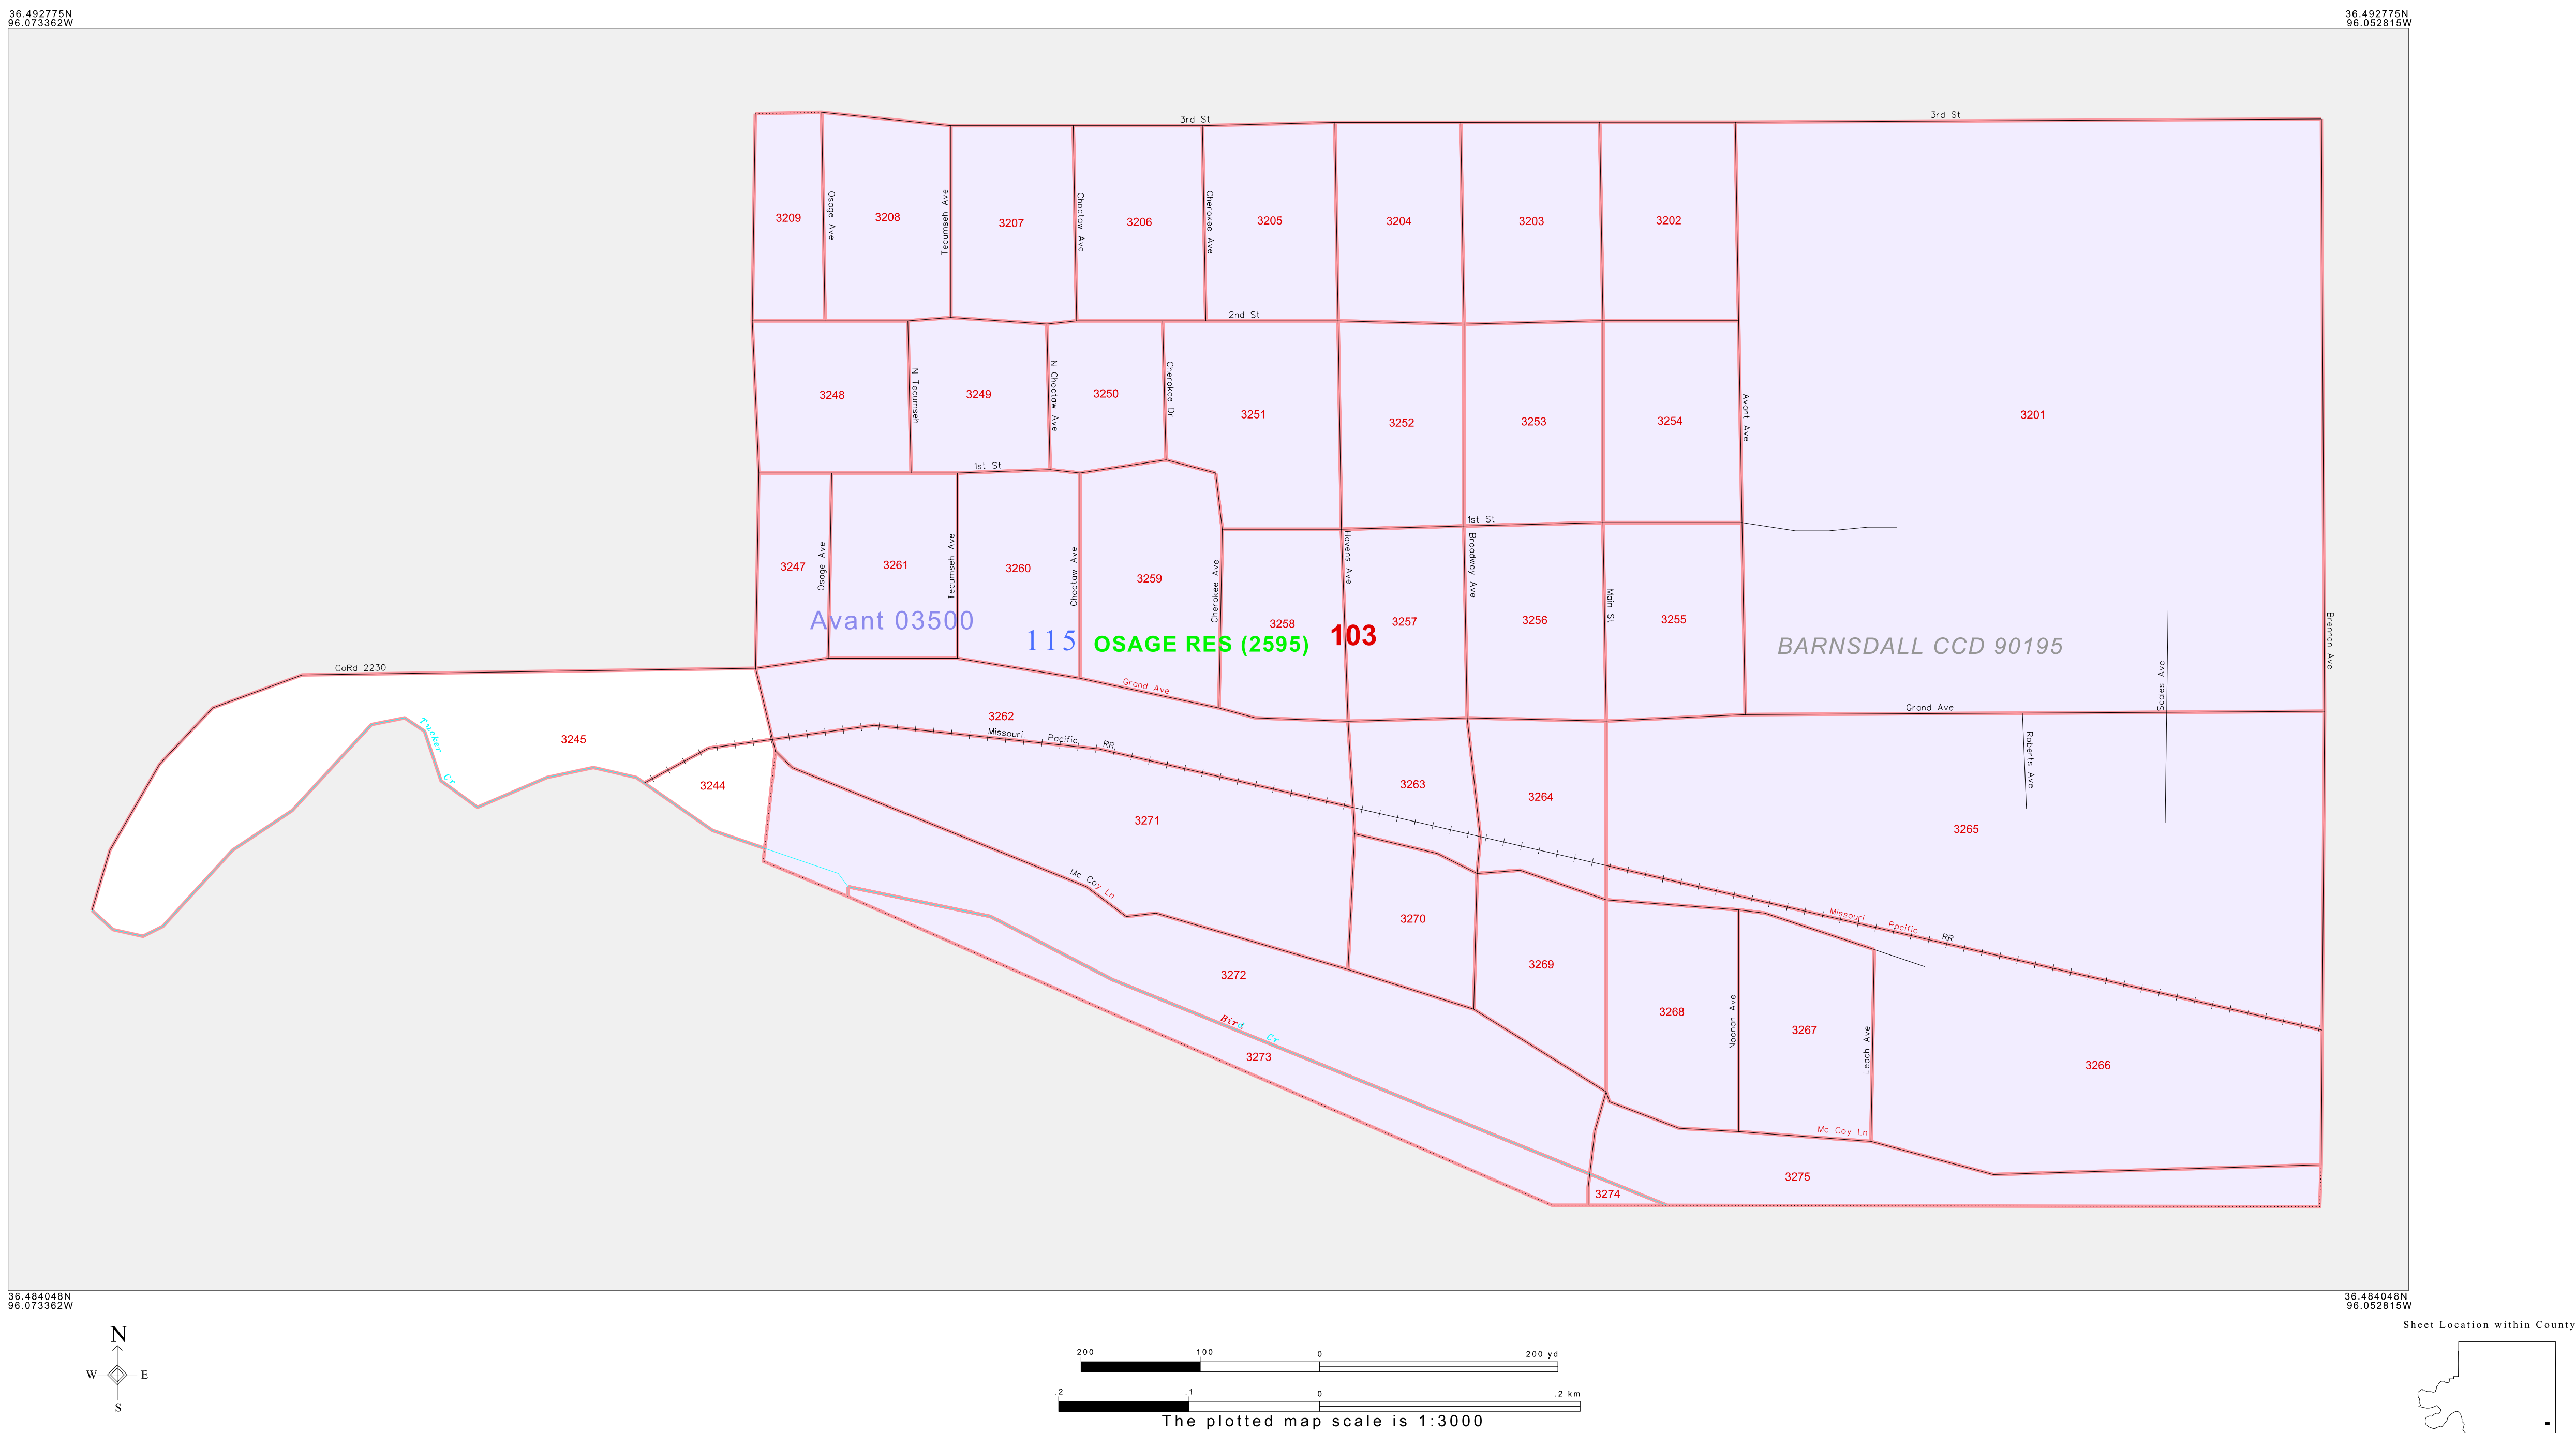 36.492775N
96.073362W
36.492775N
96.052815W
3rd St
3rd St
3209
Osage Ave
3208
Tecumseh Ave
3207
Choctaw Ave
3206
Cherokee Ave
3205
3204
3203
3202
2nd St
3248
N Tecumseh
3249
N Choctaw Ave
3250
Cherokee Dr
3251
3252
3253
3254
Avant Ave
3201
1st St
1st St
3247
Osage Ave
3261
Tecumseh Ave
3260
Choctaw Ave
3259
Cherokee Ave
3258
Havens Ave
3257
Broadway Ave
3256
Main St
3255
Avant 03500
115
OSAGE RES (2595)
103
BARNSDALL CCD 90195
Brennan Ave
Scales Ave
CoRd 2230
Grand Ave
Grand Ave
Tucker Cr
3245
3262
Missouri Pacific RR
3244
3263
3264
Roberts Ave
3265
3271
Mc Coy Ln
3270
3269
Missouri Pacific RR
3272
Bird Cr
3273
3268
Noonan Ave
3267
Leach Ave
3266
Mc Coy Ln
3275
3274
36.484048N
96.073362W
36.484048N
96.052815W
N
W E
S
200 100 0 200 yd
.2 .1 0 .2 km
The plotted map scale is 1:3000
Sheet Location within County